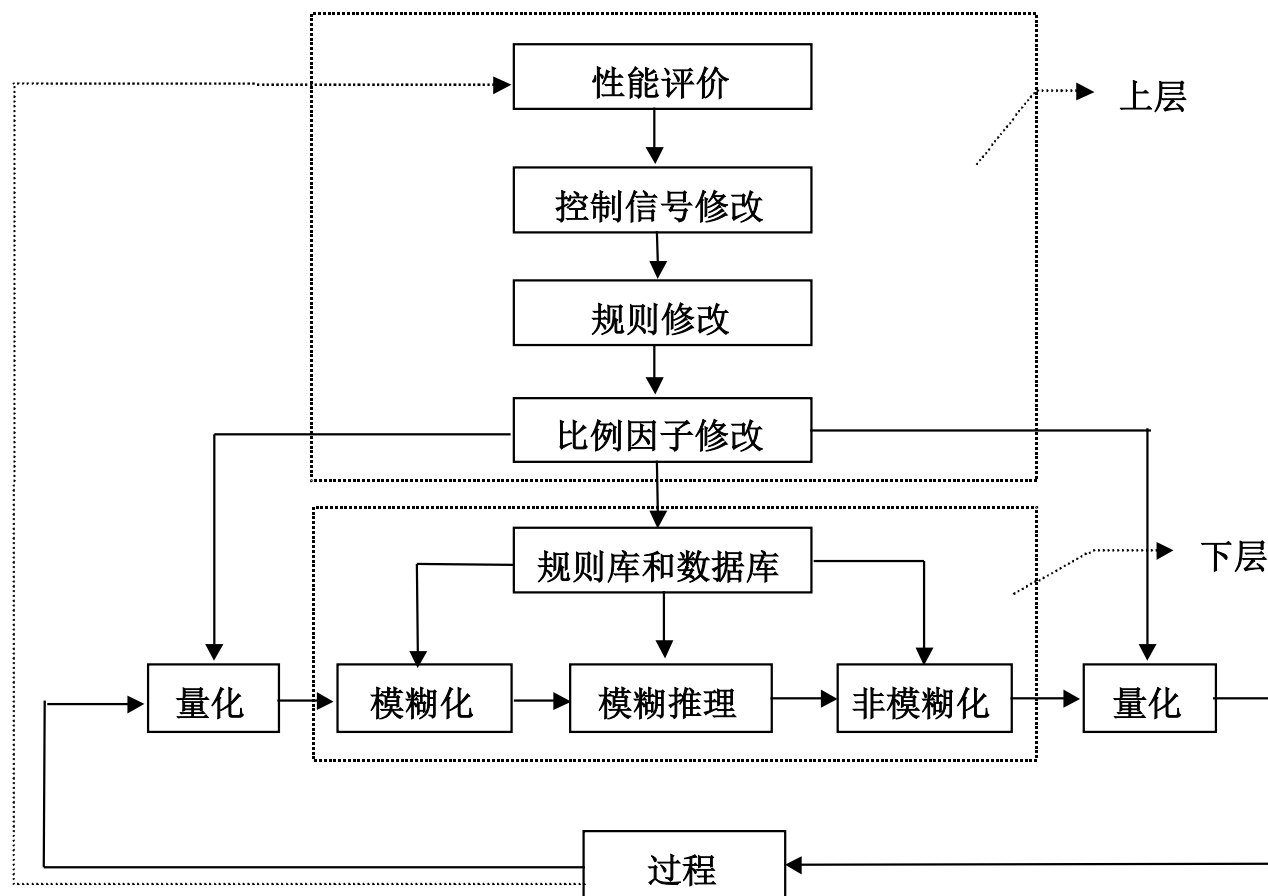 性能评价
上层
控制信号修改
规则修改
比例因子修改
规则库和数据库
下层
量化
模糊化
模糊推理
非模糊化
量化
过程